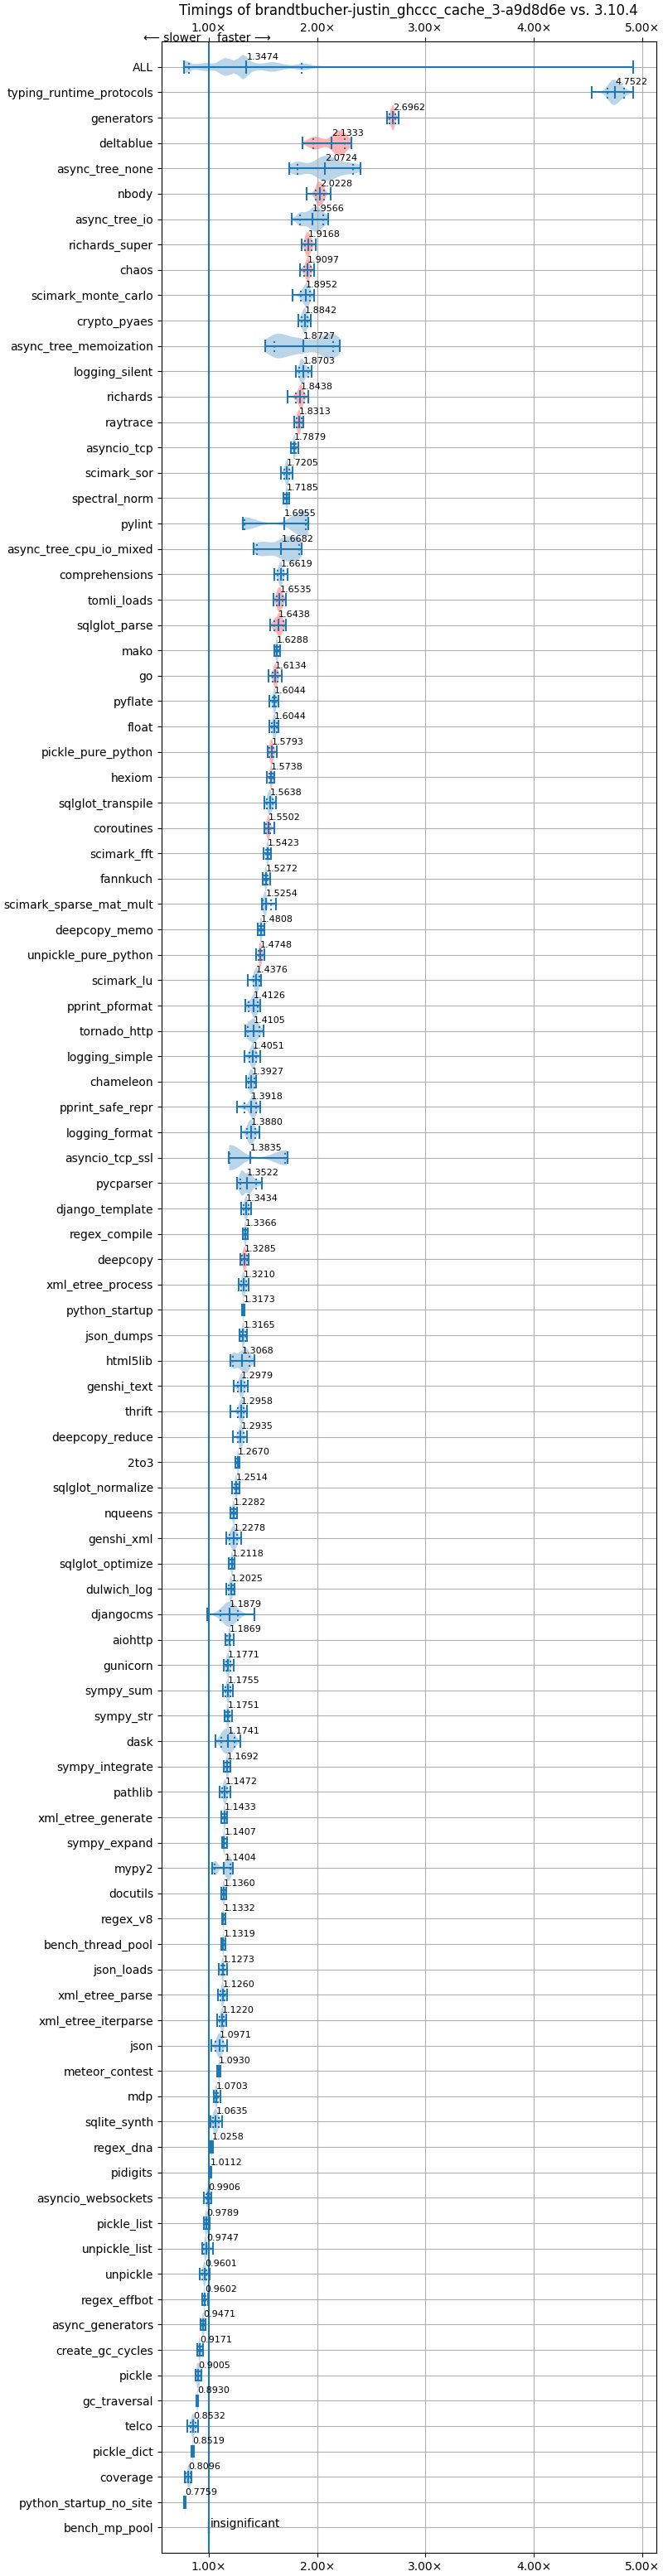 Timings of brandtbucher-justin_ghccc_cache_3-a9d8d6e vs. 3.10.4
⟵ slower faster ⟶
1.00× 2.00× 3.00× 4.00× 5.00×
ALL 1.3474
typing_runtime_protocols 4.7522
generators 2.6962
deltablue 2.1333
async_tree_none 2.0724
nbody 2.0228
async_tree_io 1.9566
richards_super 1.9168
chaos 1.9097
scimark_monte_carlo 1.8952
crypto_pyaes 1.8842
async_tree_memoization 1.8727
logging_silent 1.8703
richards 1.8438
raytrace 1.8313
asyncio_tcp 1.7879
scimark_sor 1.7205
spectral_norm 1.7185
pylint 1.6955
async_tree_cpu_io_mixed 1.6682
comprehensions 1.6619
tomli_loads 1.6535
sqlglot_parse 1.6438
mako 1.6288
go 1.6134
pyflate 1.6044
float 1.6044
pickle_pure_python 1.5793
hexiom 1.5738
sqlglot_transpile 1.5638
coroutines 1.5502
scimark_fft 1.5423
fannkuch 1.5272
scimark_sparse_mat_mult 1.5254
deepcopy_memo 1.4808
unpickle_pure_python 1.4748
scimark_lu 1.4376
pprint_pformat 1.4126
tornado_http 1.4105
logging_simple 1.4051
chameleon 1.3927
pprint_safe_repr 1.3918
logging_format 1.3880
asyncio_tcp_ssl 1.3835
pycparser 1.3522
django_template 1.3434
regex_compile 1.3366
deepcopy 1.3285
xml_etree_process 1.3210
python_startup 1.3173
json_dumps 1.3165
html5lib 1.3068
genshi_text 1.2979
thrift 1.2958
deepcopy_reduce 1.2935
2to3 1.2670
sqlglot_normalize 1.2514
nqueens 1.2282
genshi_xml 1.2278
sqlglot_optimize 1.2118
dulwich_log 1.2025
djangocms 1.1879
aiohttp 1.1869
gunicorn 1.1771
sympy_sum 1.1755
sympy_str 1.1751
dask 1.1741
sympy_integrate 1.1692
pathlib 1.1472
xml_etree_generate 1.1433
sympy_expand 1.1407
mypy2 1.1404
docutils 1.1360
regex_v8 1.1332
bench_thread_pool 1.1319
json_loads 1.1273
xml_etree_parse 1.1260
xml_etree_iterparse 1.1220
json 1.0971
meteor_contest 1.0930
mdp 1.0703
sqlite_synth 1.0635
regex_dna 1.0258
pidigits 1.0112
asyncio_websockets 0.9906
pickle_list 0.9789
unpickle_list 0.9747
unpickle 0.9601
regex_effbot 0.9602
async_generators 0.9471
create_gc_cycles 0.9171
pickle 0.9005
gc_traversal 0.8930
telco 0.8532
pickle_dict 0.8519
coverage 0.8096
python_startup_no_site 0.7759
bench_mp_pool insignificant
1.00× 2.00× 3.00× 4.00× 5.00×